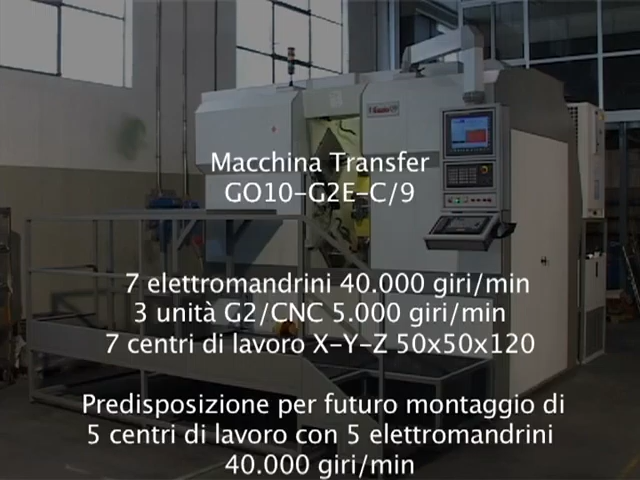 Macchina Transfer
GO10-G2E-C/9
7 elettromandrini 40.000 giri/min
3 unità G2/CNC 5.000 giri/min
7 centri di lavoro X-Y-Z 50x50x120
Predisposizione per futuro montaggio di
5 centri di lavoro con 5 elettromandrini
40.000 giri/min